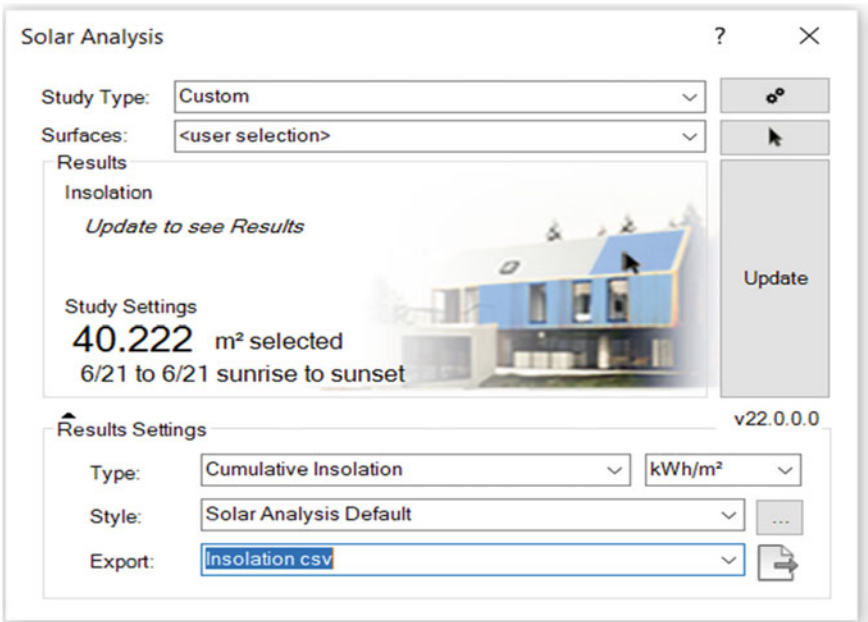 Solar Analysis ?
Study Type: Custom
Surfaces: <user selection>
Results
Insolation
Update to see Results
Update
Study Settings
40.222 m² selected
6/21 to 6/21 sunrise to sunset
v22.0.0.0
Results Settings
Type: Cumulative Insolation kWh/m²
Style: Solar Analysis Default ...
Export: Insolation csv